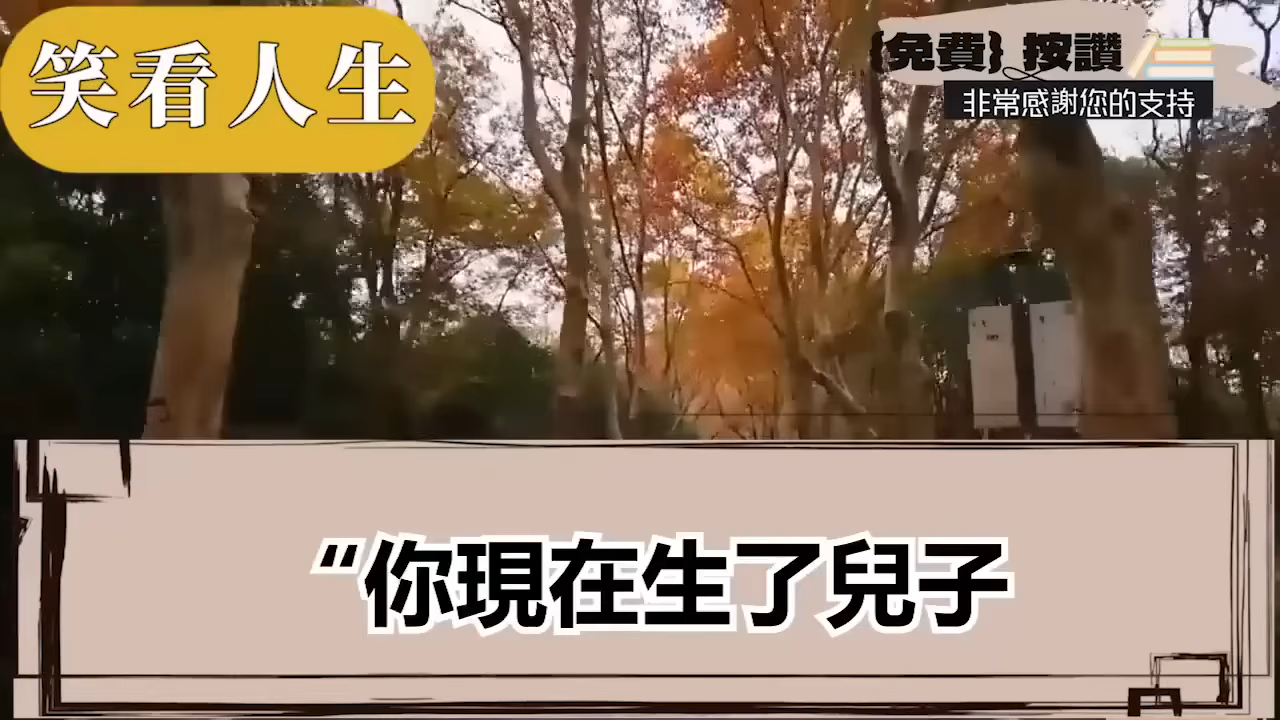 笑看人生
{免費} 按讚
非常感謝您的支持
“你現在生了兒子